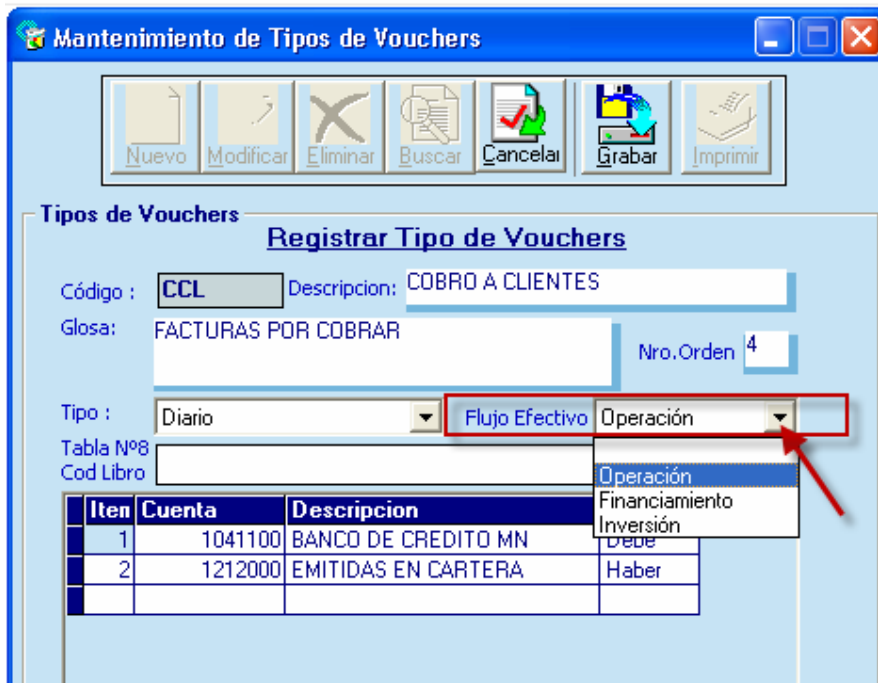 Mantenimiento de Tipos de Vouchers
Nuevo Modificar Eliminar Buscar Cancelar Grabar Imprimir
Tipos de Vouchers
Registrar Tipo de Vouchers
Código : CCL Descripcion: COBRO A CLIENTES
Glosa: FACTURAS POR COBRAR
Nro.Orden 4
Tipo : Diario Flujo Efectivo Operación
Tabla Nº8
Cod Libro
Operación
Financiamiento
Inversión
Iten Cuenta Descripcion
1 1041100 BANCO DE CREDITO MN Debe
2 1212000 EMITIDAS EN CARTERA Haber